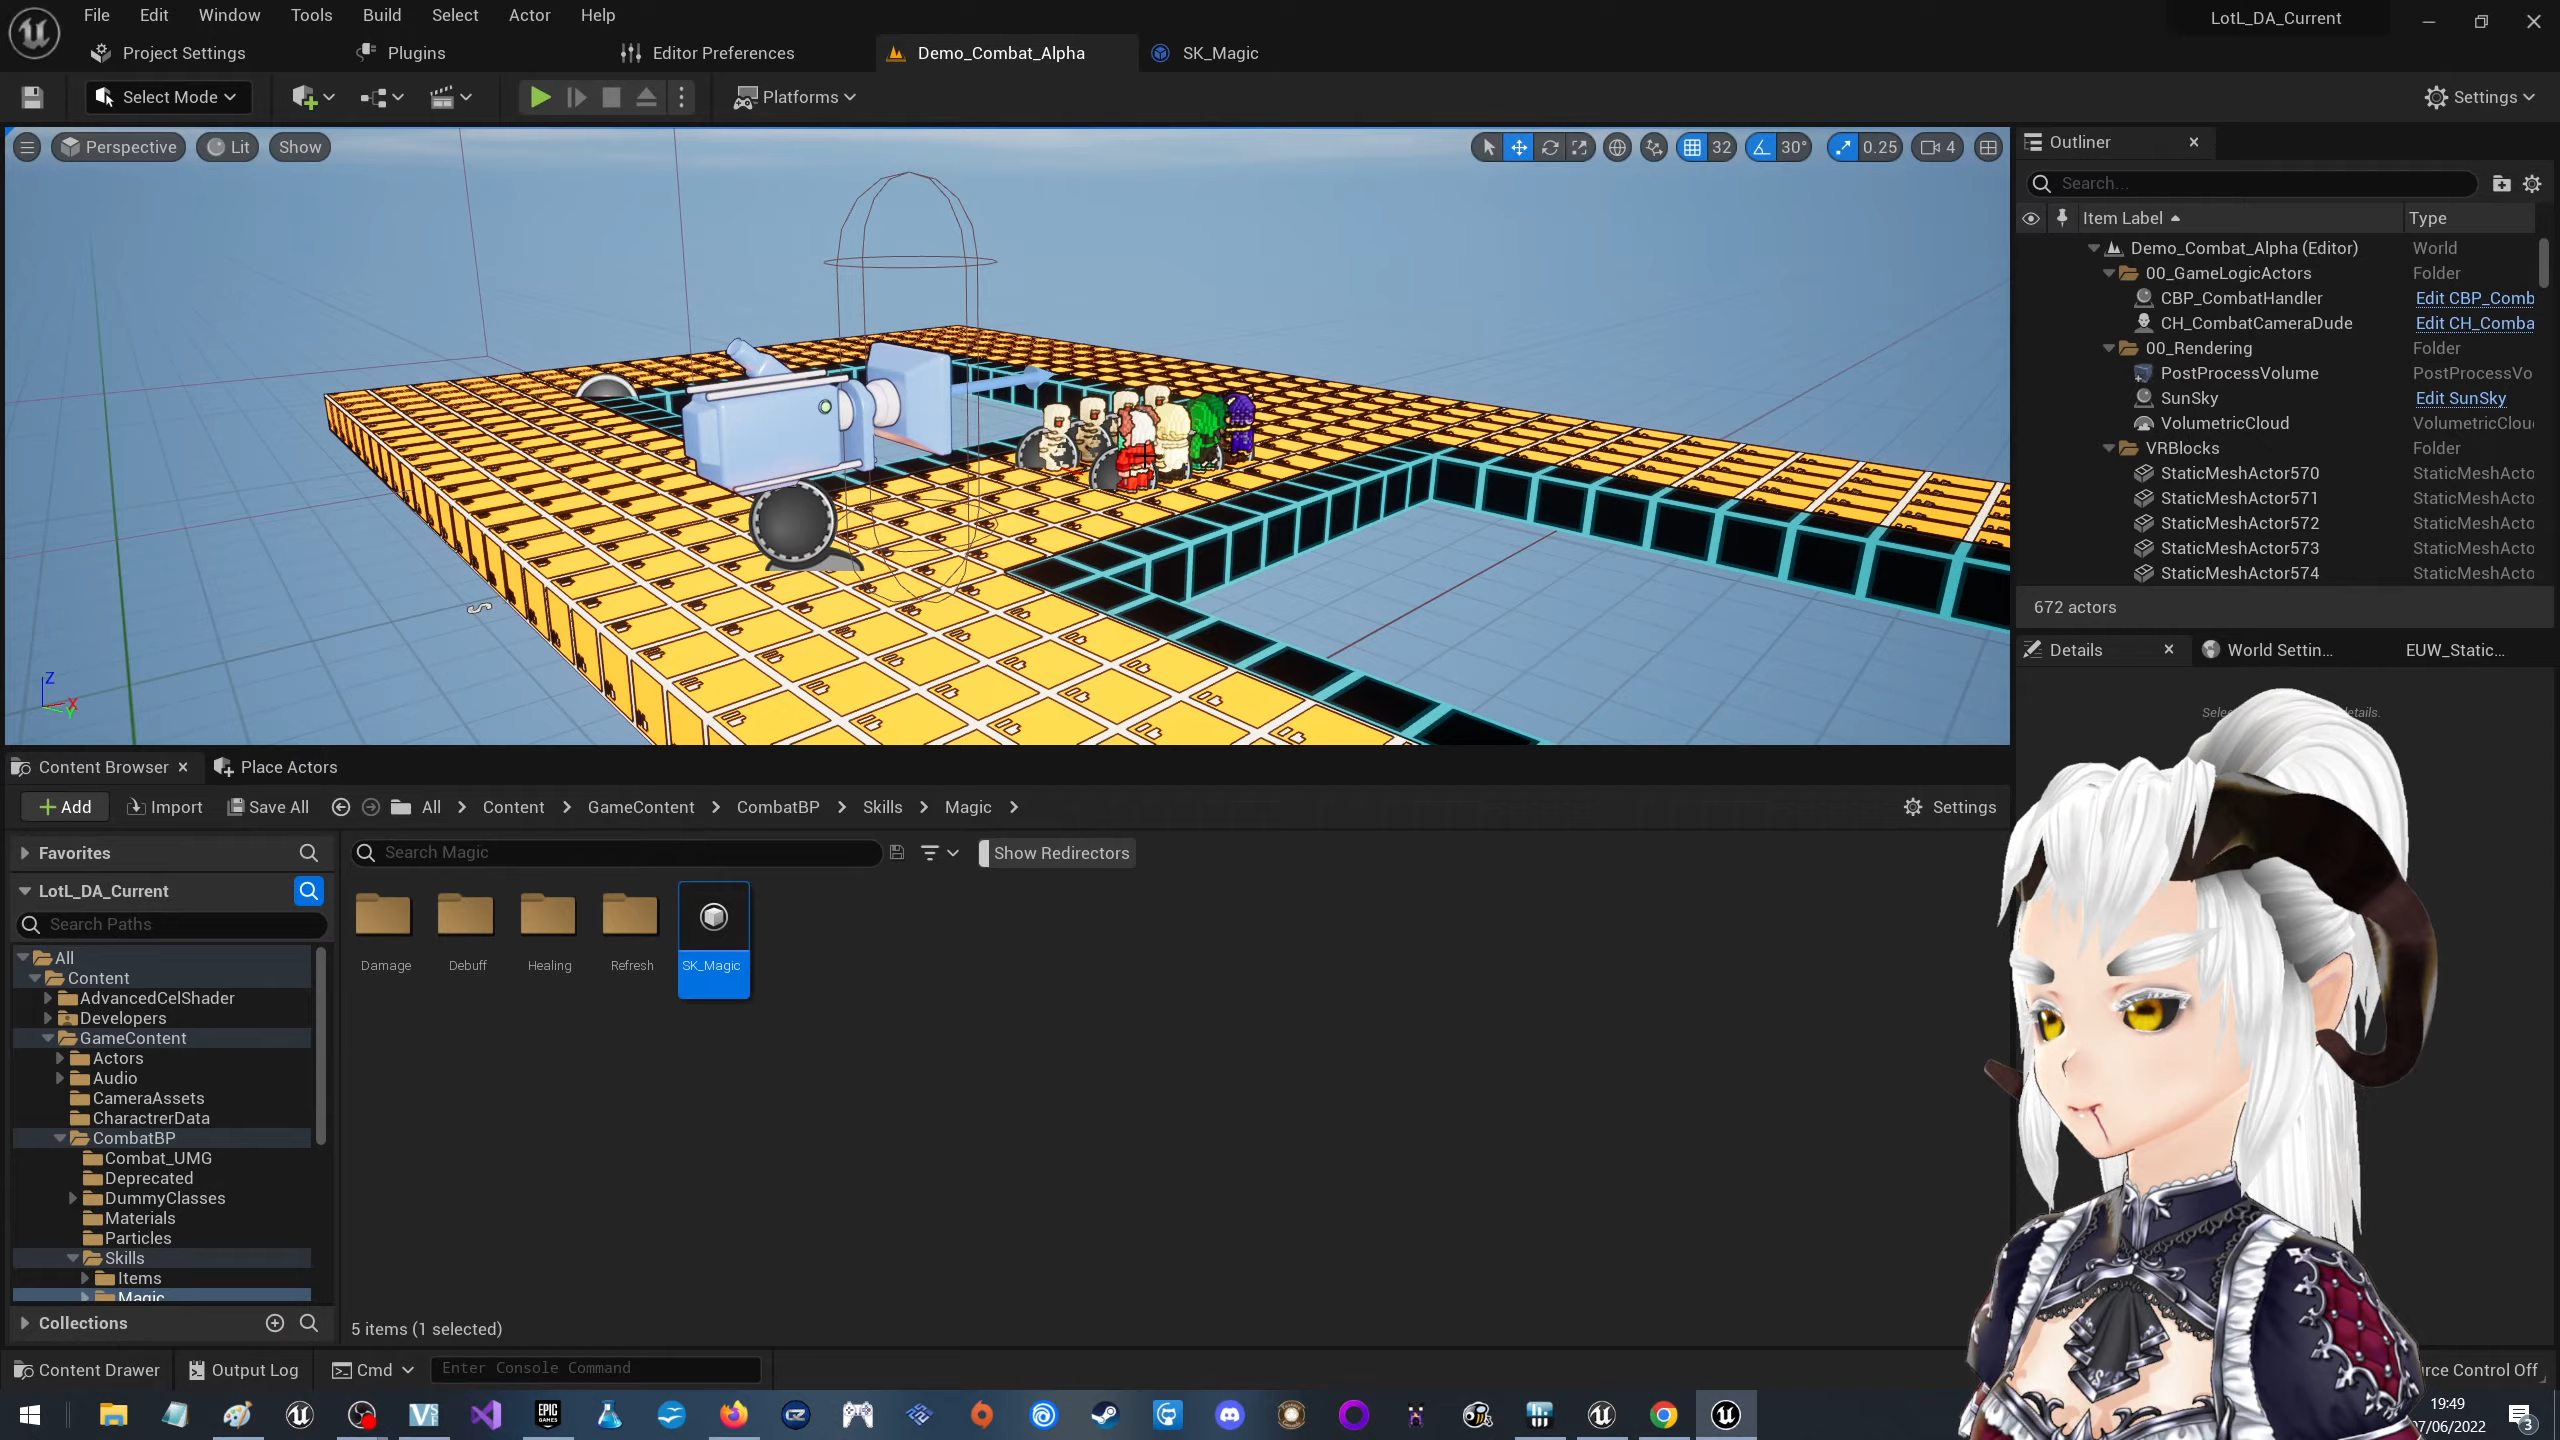 File Edit Window Tools Build Select Actor Help
LotL_DA_Current
Project Settings Plugins Editor Preferences Demo_Combat_Alpha SK_Magic
Select Mode Platforms Settings
Perspective Lit Show 32 30° 0.25 4
Outliner
Search...
Item Label Type
Demo_Combat_Alpha (Editor) World
00_GameLogicActors Folder
CBP_CombatHandler Edit CBP_Comb
CH_CombatCameraDude Edit CH_Comba
00_Rendering Folder
PostProcessVolume PostProcessVo
SunSky Edit SunSky
VolumetricCloud VolumetricClou
VRBlocks Folder
StaticMeshActor570 StaticMeshActo
StaticMeshActor571 StaticMeshActo
StaticMeshActor572 StaticMeshActo
StaticMeshActor573 StaticMeshActo
StaticMeshActor574 StaticMeshActo
672 actors
Details World Settin... EUW_Static...
Selec etails.
Z
X
Y
Content Browser Place Actors
Add Import Save All All Content GameContent CombatBP Skills Magic Settings
Favorites
Search Magic Show Redirectors
LotL_DA_Current
Search Paths
Damage Debuff Healing Refresh SK_Magic
All
Content
AdvancedCelShader
Developers
GameContent
Actors
Audio
CameraAssets
CharactrerData
CombatBP
Combat_UMG
Deprecated
DummyClasses
Materials
Particles
Skills
Items
Magic
Collections
5 items (1 selected)
Content Drawer Output Log Cmd Enter Console Command
urce Control Off
EPIC GAMES
19:49
7/06/2022
3